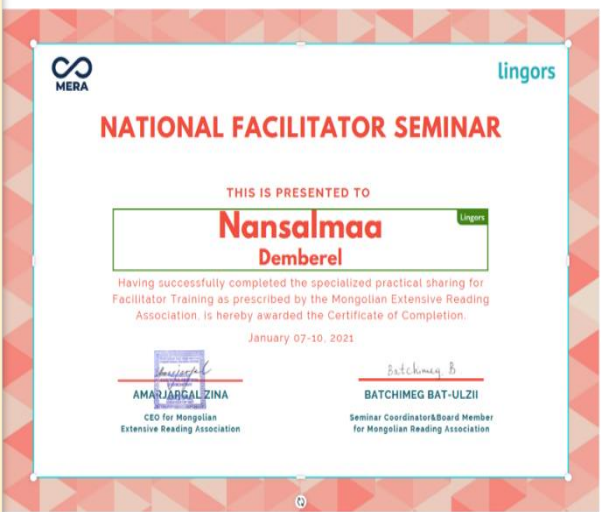 MERA
lingors
NATIONAL FACILITATOR SEMINAR
THIS IS PRESENTED TO
Nansalmaa
Lingors
Demberel
Having successfully completed the specialized practical sharing for
Facilitator Training as prescribed by the Mongolian Extensive Reading
Association, is hereby awarded the Certificate of Completion.
January 07-10, 2021
Batchimeg B
AMARJARGAL ZINA
BATCHIMEG BAT-ULZII
CEO for Mongolian
Extensive Reading Association
Seminar Coordinator&Board Member
for Mongolian Reading Association